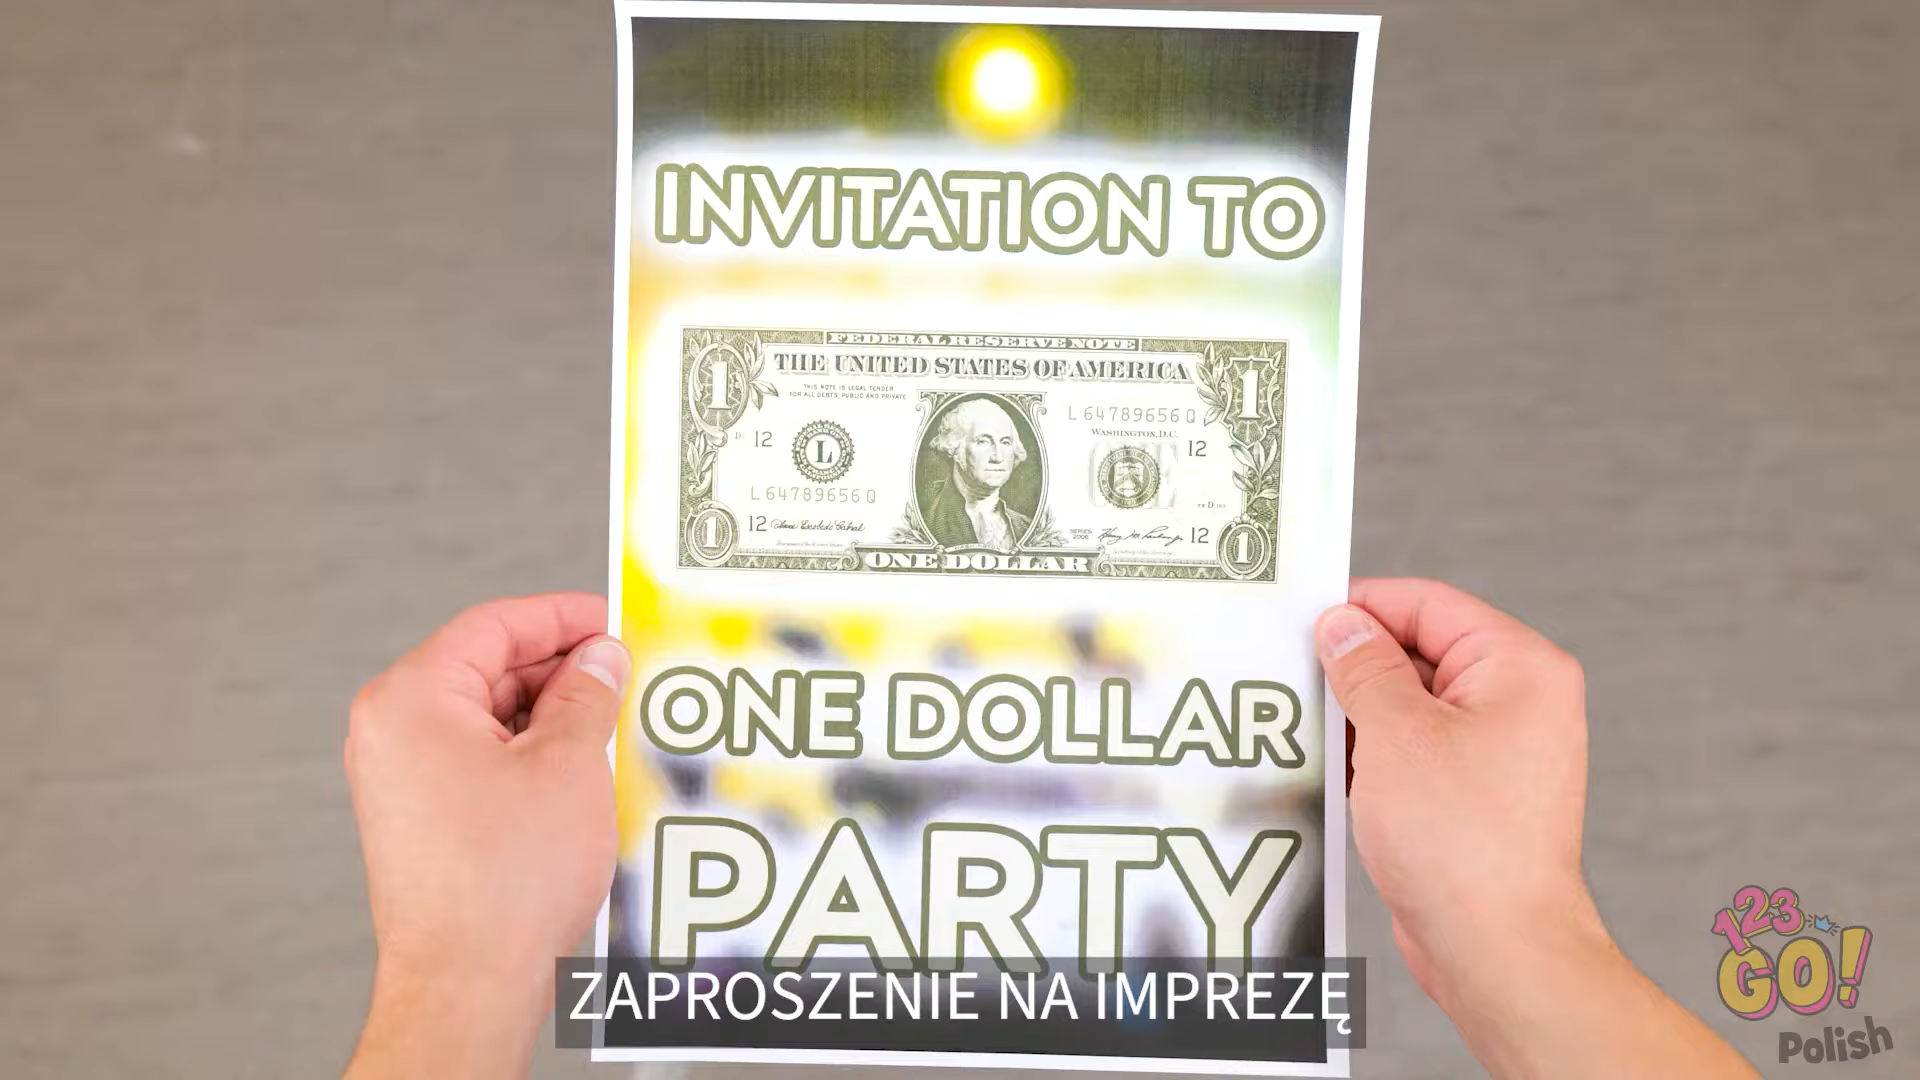 INVITATION TO
FEDERAL RESERVE NOTE
THE UNITED STATES OF AMERICA
THIS NOTE IS LEGAL TENDER
FOR ALL DEBTS, PUBLIC AND PRIVATE
L 64789656 Q
WASHINGTON, D.C.
1
1
12
12
L
L 64789656 Q
12
12
SERIES
2006
1
1
ONE DOLLAR
ONE DOLLAR
PARTY
ZAPROSZENIE NA IMPREZĘ
123
GO!
Polish